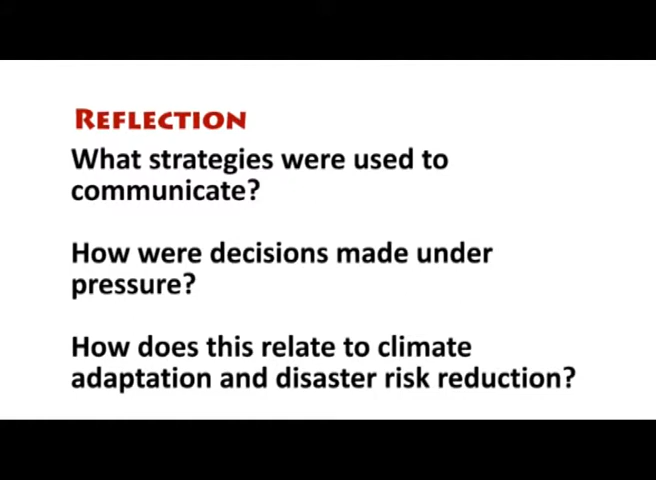 REFLECTION
What strategies were used to
communicate?
How were decisions made under
pressure?
How does this relate to climate
adaptation and disaster risk reduction?